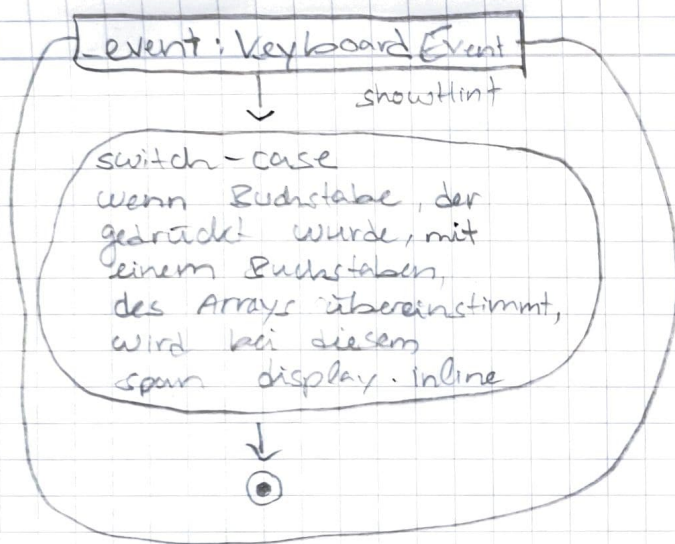 _event: KeyboardEvent
showHint
switch-case
wenn Buchstabe, der
gedrückt wurde, mit
einem Buchstaben,
des Arrays übereinstimmt,
wird bei diesem
span display.inline